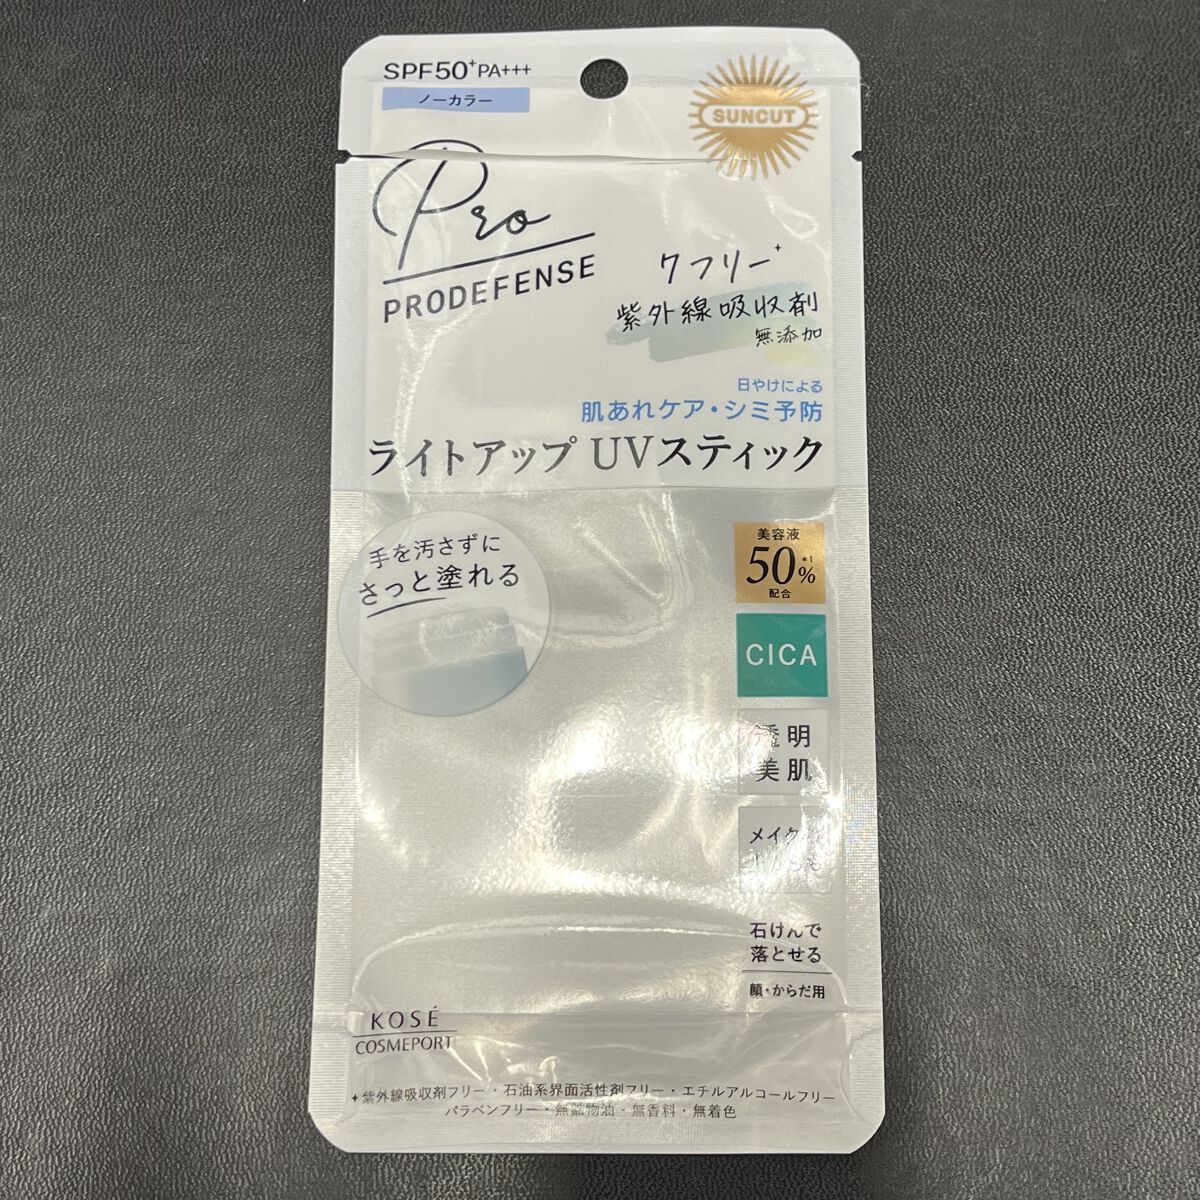 SPF50+PA+++
ノーカラー
SUNCUT
Pro
PRODEFENSE
7フリー+
紫外線吸収剤
無添加
日やけによる
肌あれケア・シミ予防
ライトアップ UVスティック
手を汚さずに
さっと塗れる
美容液
50%*1
配合
CICA
透明
美肌
メイク
石けんで
落とせる
顔・からだ用
KOSÉ
COSMEPORT
+紫外線吸収剤フリー・石油系界面活性剤フリー・エチルアルコールフリー
パラベンフリー・無鉱物油・無香料・無着色